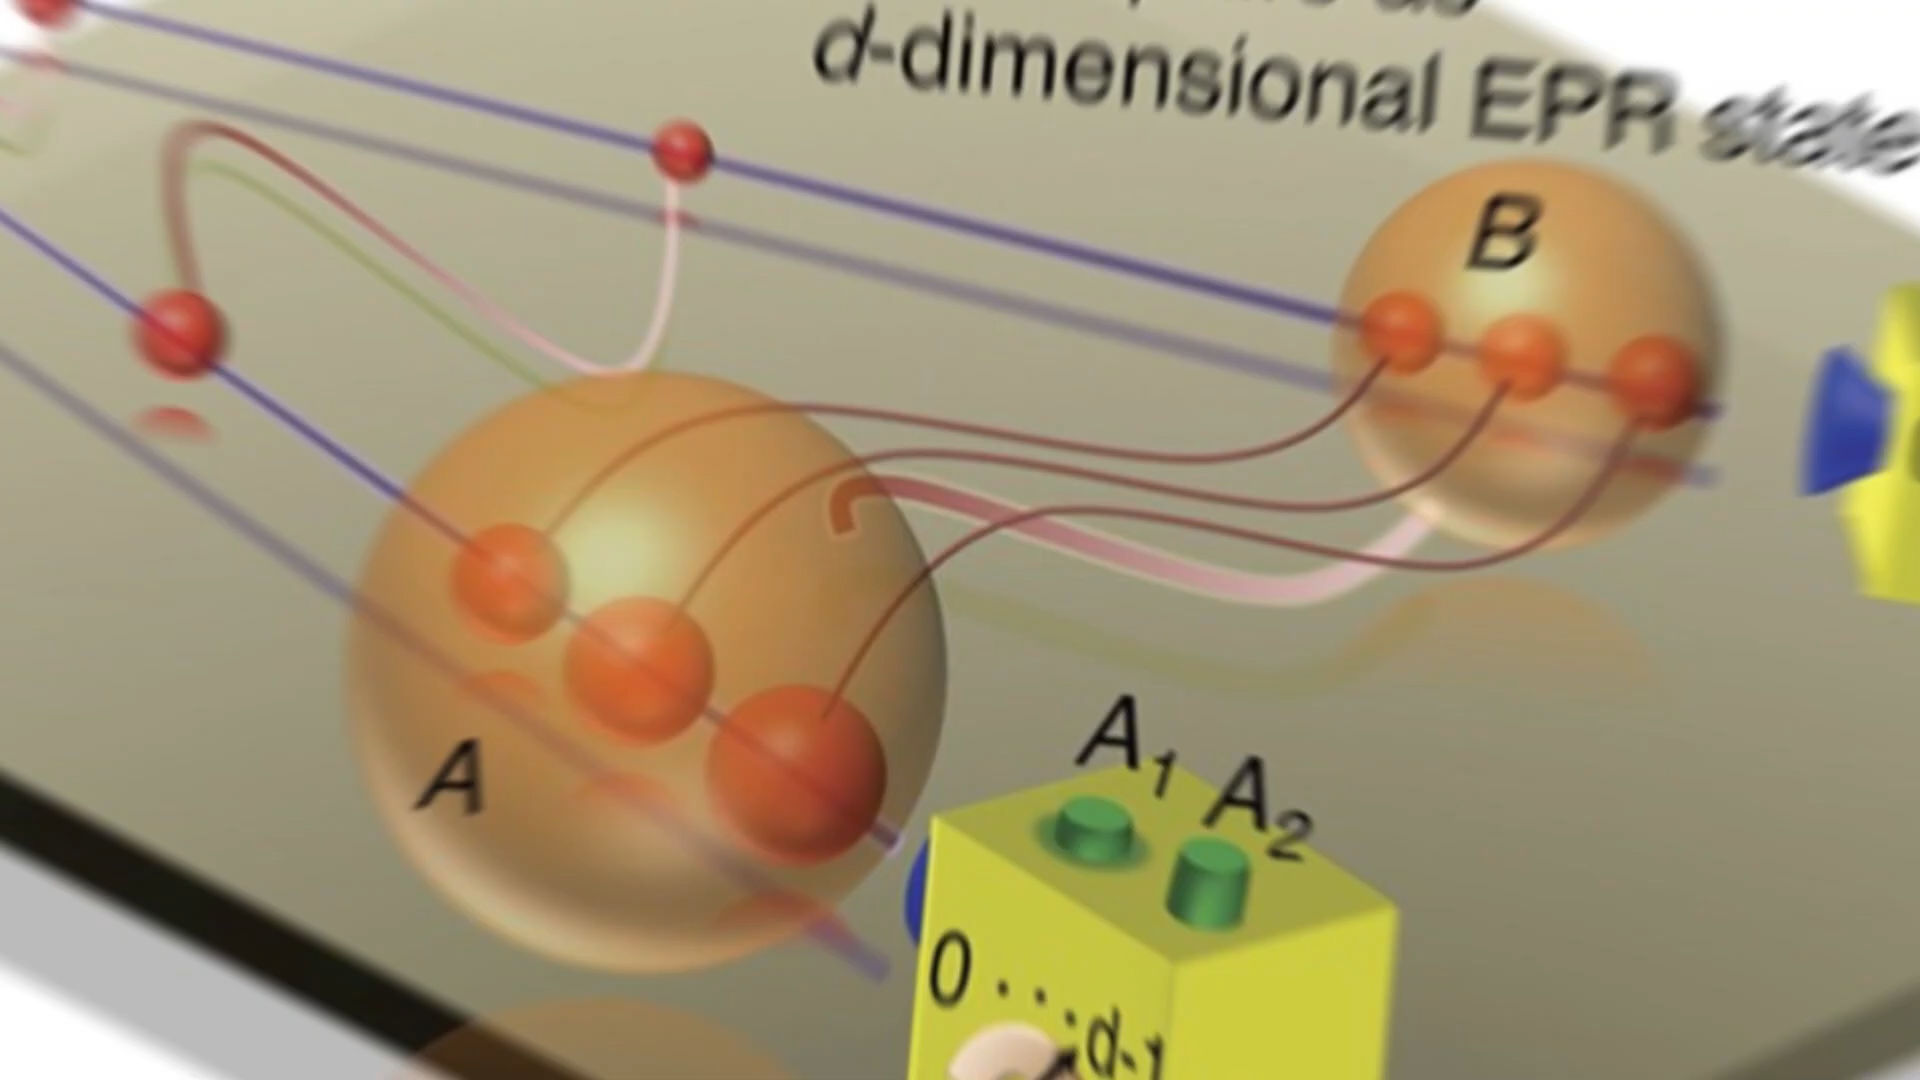 d-dimensional EPR state
B
A
A1 A2
0 . . . d-1